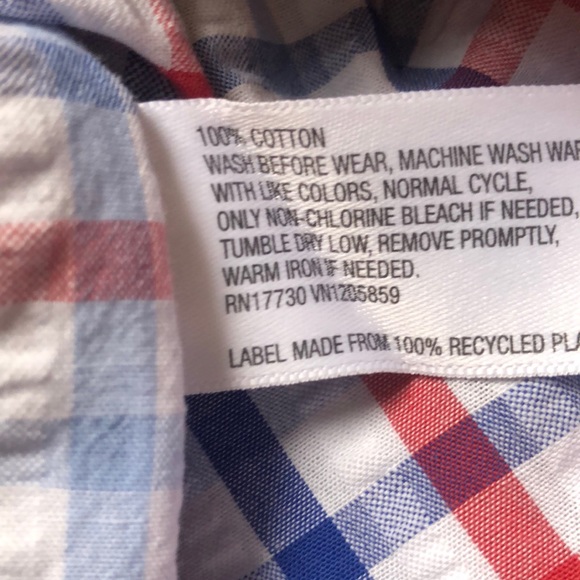 100% COTTON
WASH BEFORE WEAR, MACHINE WASH WAR
WITH LIKE COLORS, NORMAL CYCLE,
ONLY NON-CHLORINE BLEACH IF NEEDED,
TUMBLE DRY LOW, REMOVE PROMPTLY,
WARM IRON IF NEEDED.
RN17730 VN1205859
LABEL MADE FROM 100% RECYCLED PLA